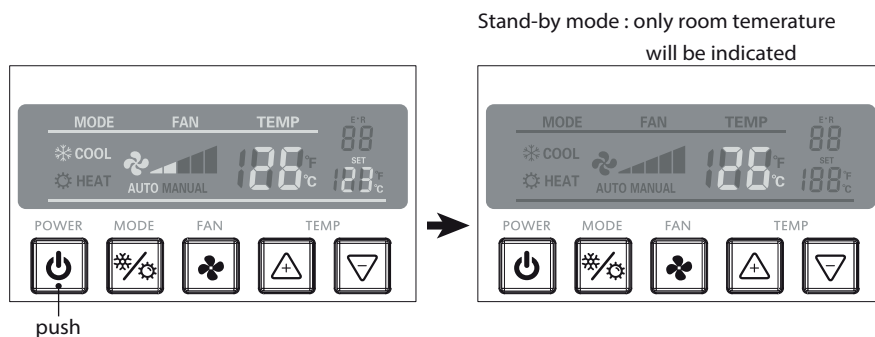 Stand-by mode : only room temerature
will be indicated
MODE FAN TEMP E·R
88
COOL
HEAT
AUTO MANUAL
26 °F °C
SET
23 °F °C
POWER MODE FAN TEMP
+
push
MODE FAN TEMP E·R
88
COOL
HEAT
AUTO MANUAL
26 °F °C
SET
188 °F °C
POWER MODE FAN TEMP
+